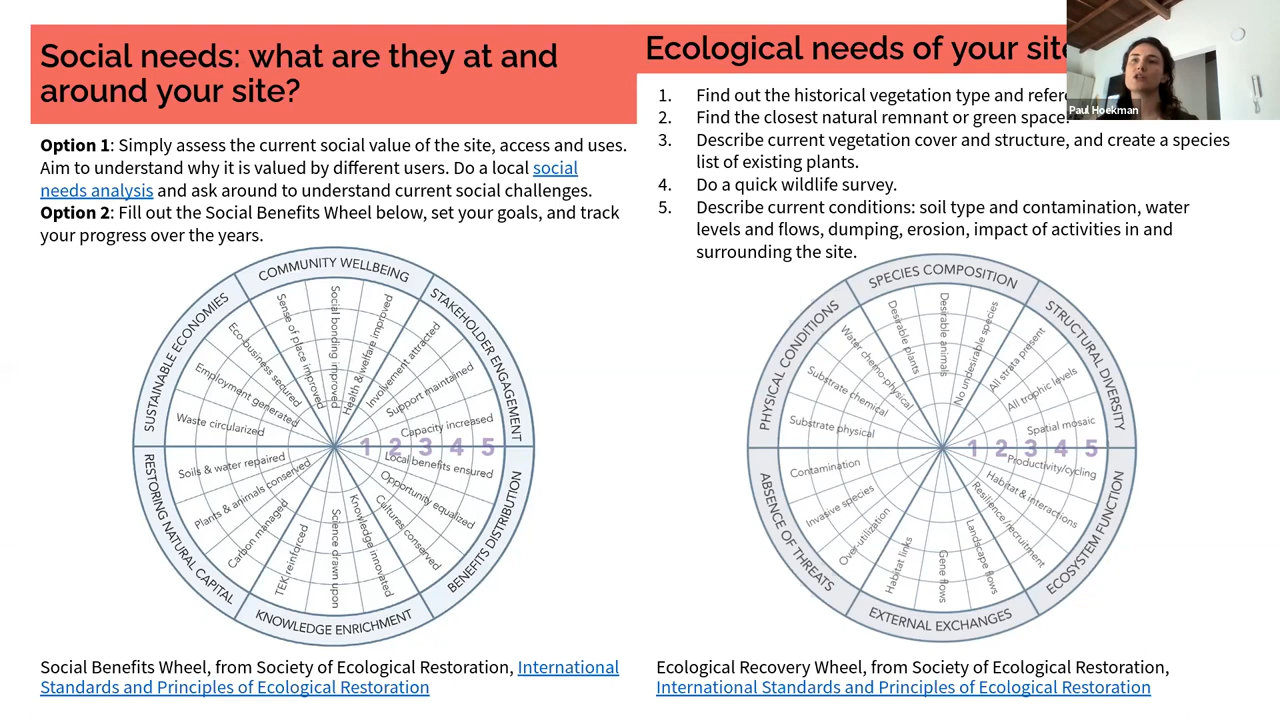 Social needs: what are they at and
around your site?
Option 1: Simply assess the current social value of the site, access and uses.
Aim to understand why it is valued by different users. Do a local social
needs analysis and ask around to understand current social challenges.
Option 2: Fill out the Social Benefits Wheel below, set your goals, and track
your progress over the years.
COMMUNITY WELLBEING
STAKEHOLDER ENGAGEMENT
BENEFITS DISTRIBUTION
KNOWLEDGE ENRICHMENT
RESTORING NATURAL CAPITAL
SUSTAINABLE ECONOMIES
Sense of place improved
Social bonding improved
Health & welfare improved
Involvement attracted
Support maintained
Capacity increased
Local benefits ensured
Opportunity equalized
Cultures conserved
Knowledge innovated
Science drawn upon
TEK reinforced
Carbon managed
Plants & animals conserved
Soils & water repaired
Waste circularized
Employment generated
Eco-business secured
1 2 3 4 5
Social Benefits Wheel, from Society of Ecological Restoration, International
Standards and Principles of Ecological Restoration
Ecological needs of your site
Paul Hoekman
1. Find out the historical vegetation type and
2. Find the closest natural remnant or green space.
3. Describe current vegetation cover and structure, and create a species
list of existing plants.
4. Do a quick wildlife survey.
5. Describe current conditions: soil type and contamination, water
levels and flows, dumping, erosion, impact of activities in and
surrounding the site.
SPECIES COMPOSITION
STRUCTURAL DIVERSITY
ECOSYSTEM FUNCTION
EXTERNAL EXCHANGES
ABSENCE OF THREATS
PHYSICAL CONDITIONS
Desirable plants
Desirable animals
No undesirable species
All strata present
All trophic levels
Spatial mosaic
Productivity/cycling
Habitat & interactions
Resilience/recruitment
Landscape flows
Gene flows
Habitat links
Over-utilization
Invasive species
Contamination
Substrate physical
Substrate chemical
Water chemo-physical
1 2 3 4 5
Ecological Recovery Wheel, from Society of Ecological Restoration,
International Standards and Principles of Ecological Restoration